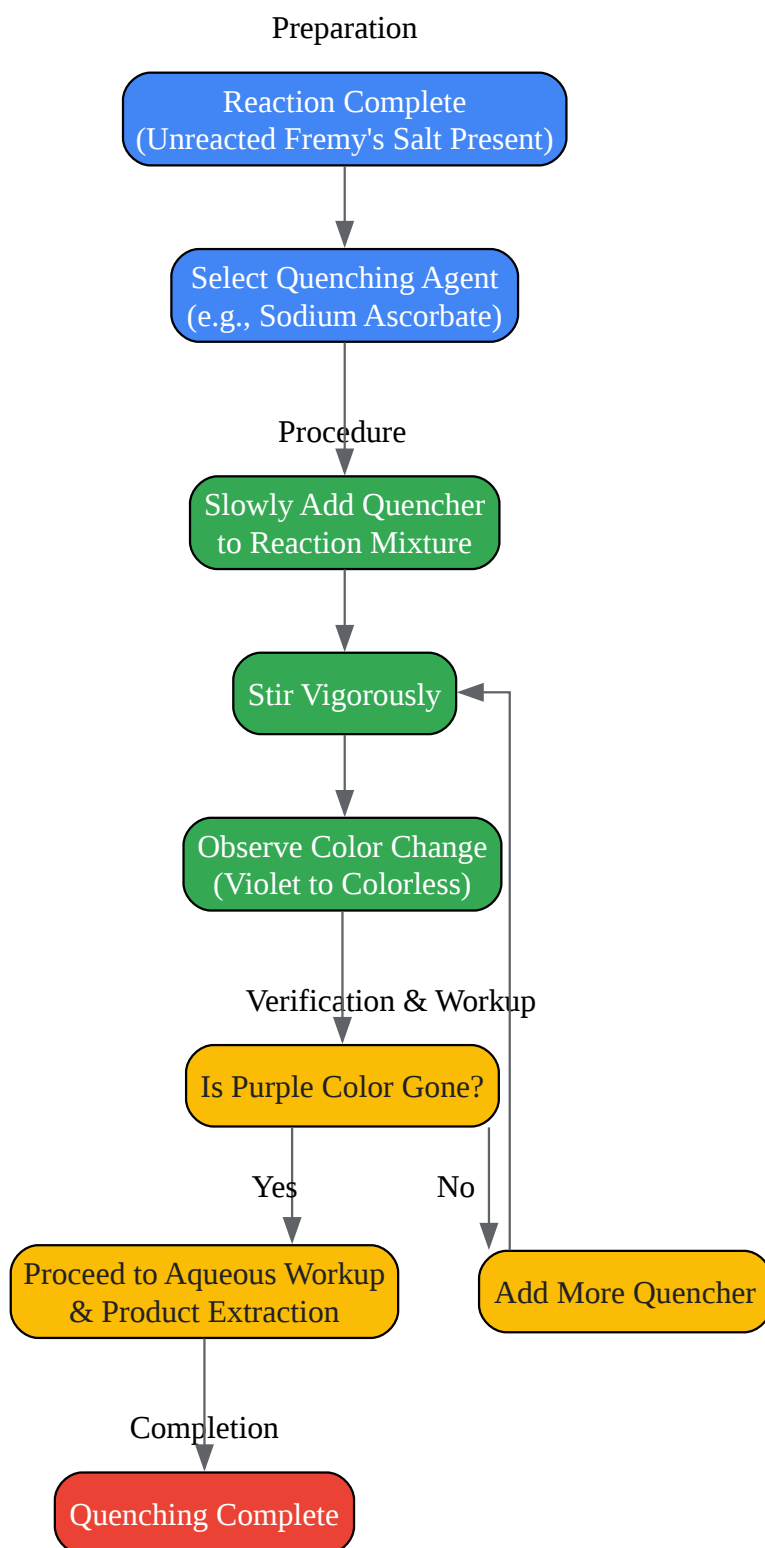 Preparation
Reaction Complete
(Unreacted Fremy's Salt Present)
Select Quenching Agent
(e.g., Sodium Ascorbate)
Procedure
Slowly Add Quencher
to Reaction Mixture
Stir Vigorously
Observe Color Change
(Violet to Colorless)
Verification & Workup
Is Purple Color Gone?
Yes
No
Proceed to Aqueous Workup
& Product Extraction
Add More Quencher
Completion
Quenching Complete